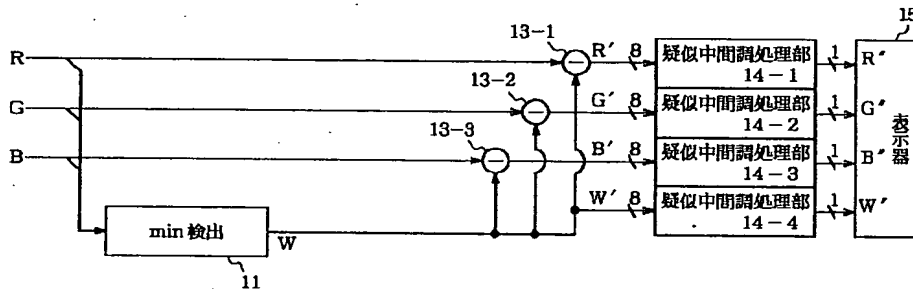 15
13-1
R
R′
8
疑似中間調処理部
14-1
1
R″
13-2
G
G′
8
疑似中間調処理部
14-2
1
G″
表示器
13-3
B
B′
8
疑似中間調処理部
14-3
1
B″
W′
8
疑似中間調処理部
14-4
1
W″
min 検出
W
11